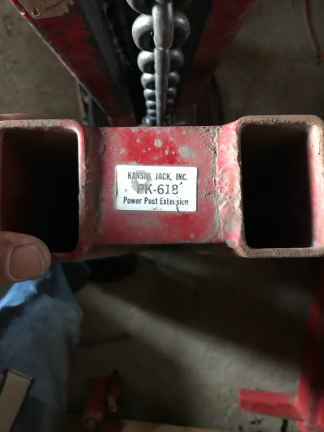 KANSAS JACK, INC.
PK-618
Power Post Extension